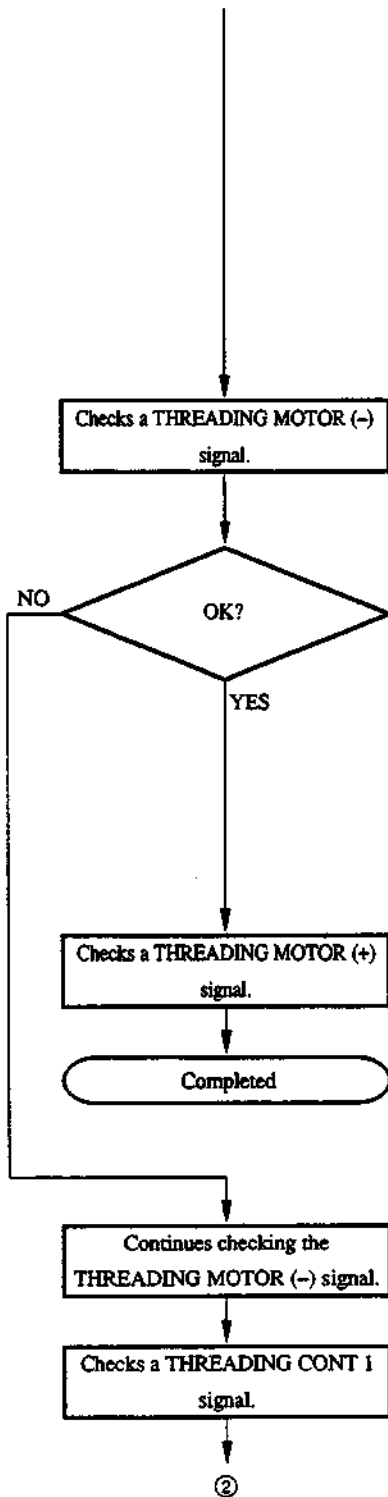 Checks a THREADING MOTOR (–)
signal.
OK?
NO
YES
Checks a THREADING MOTOR (+)
signal.
Completed
Continues checking the
THREADING MOTOR (–) signal.
Checks a THREADING CONT 1
signal.
②